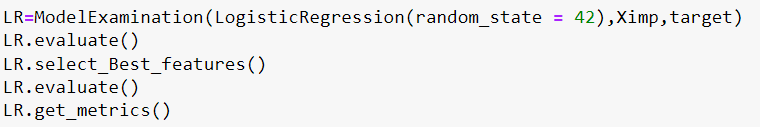 LR=ModelExamination(LogisticRegression(random_state = 42),Ximp,target)
LR.evaluate()
LR.select_Best_features()
LR.evaluate()
LR.get_metrics()